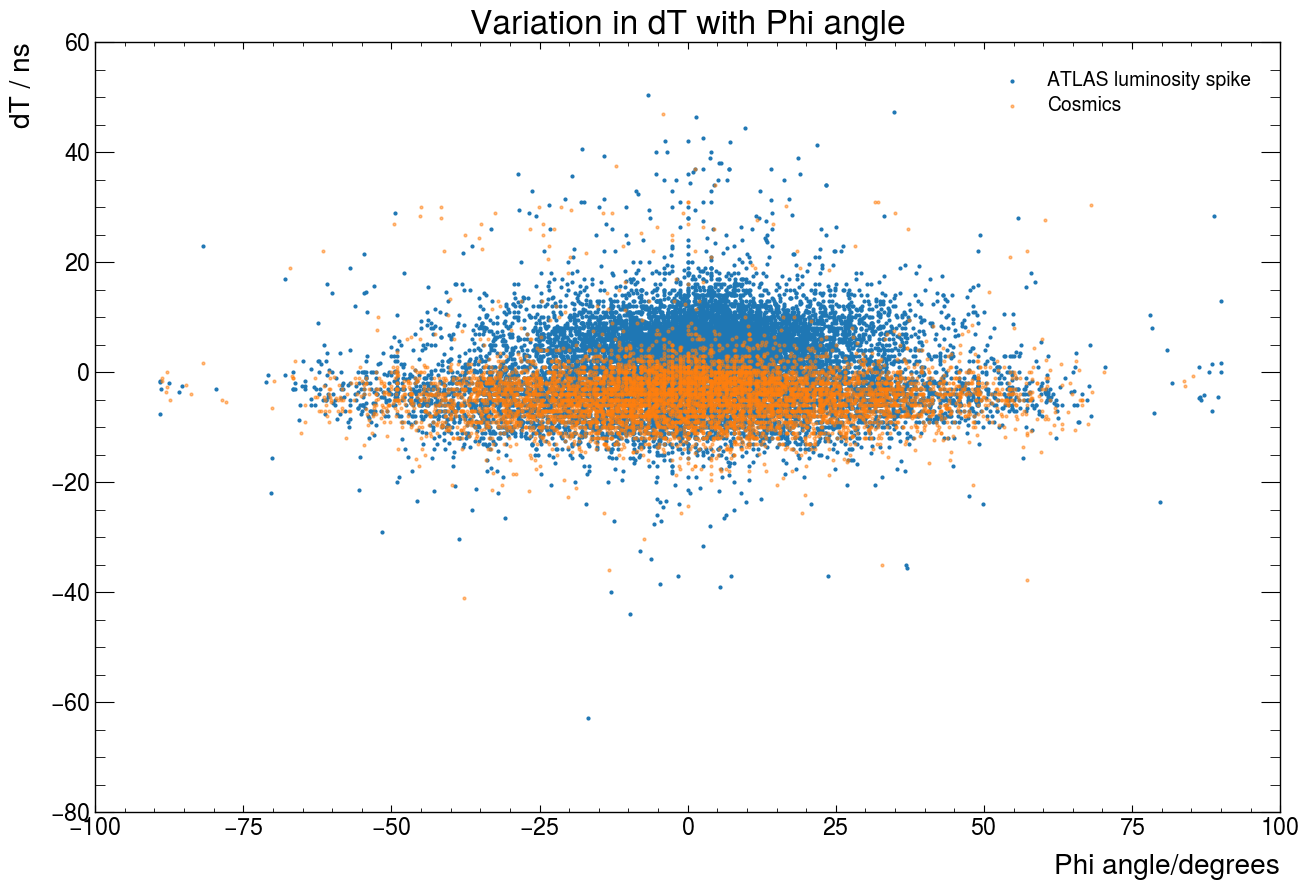 Variation in dT with Phi angle
dT / ns
60
40
20
0
−20
−40
−60
−80
ATLAS luminosity spike
Cosmics
−100 −75 −50 −25 0 25 50 75 100
Phi angle/degrees